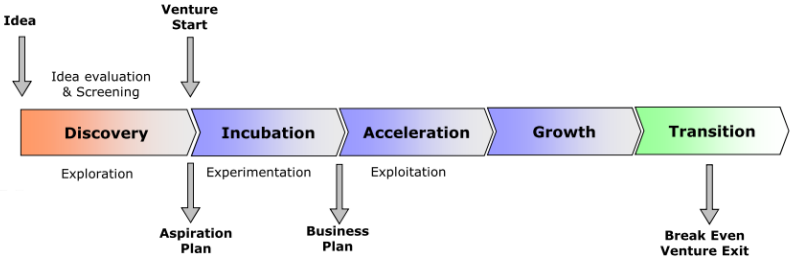 Idea
Venture
Start
Idea evaluation
& Screening
Discovery
Incubation
Acceleration
Growth
Transition
Exploration
Experimentation
Exploitation
Aspiration
Plan
Business
Plan
Break Even
Venture Exit